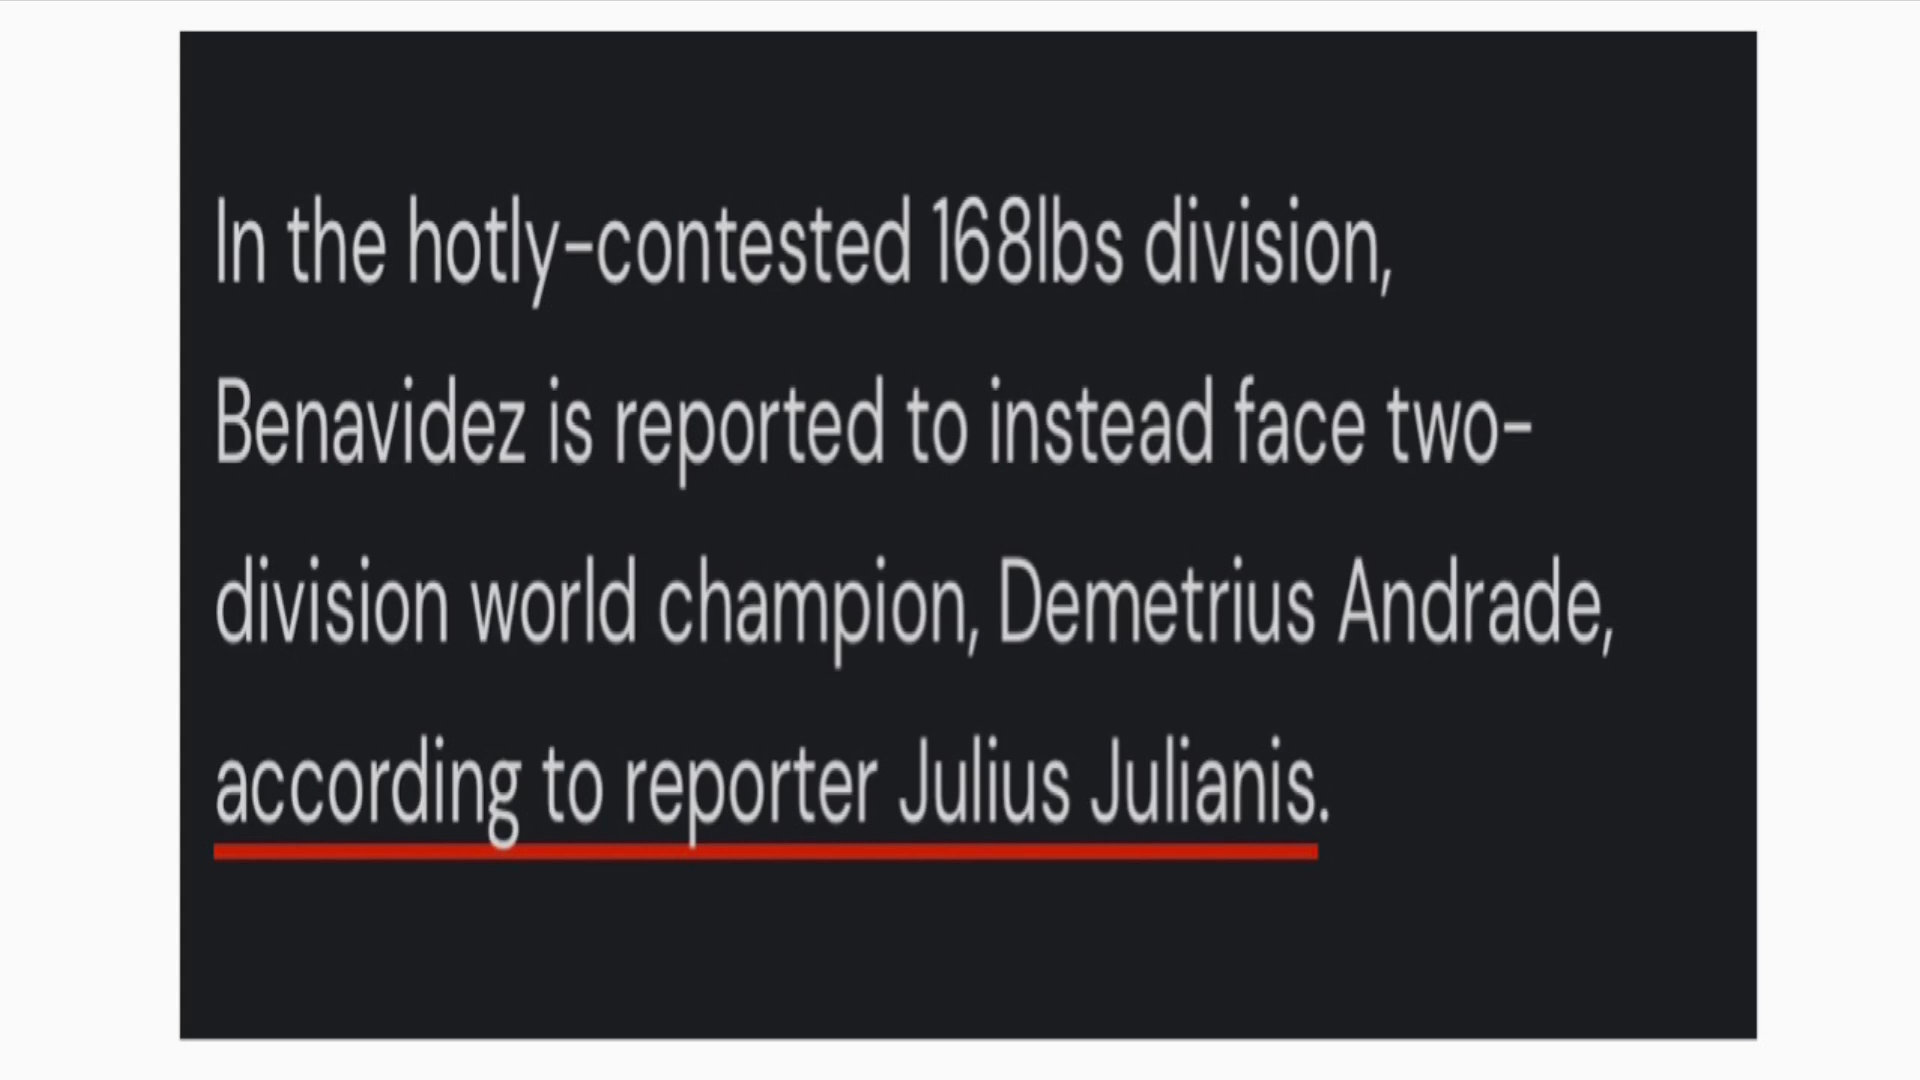 In the hotly-contested 168lbs division,
Benavidez is reported to instead face two-
division world champion, Demetrius Andrade,
according to reporter Julius Julianis.